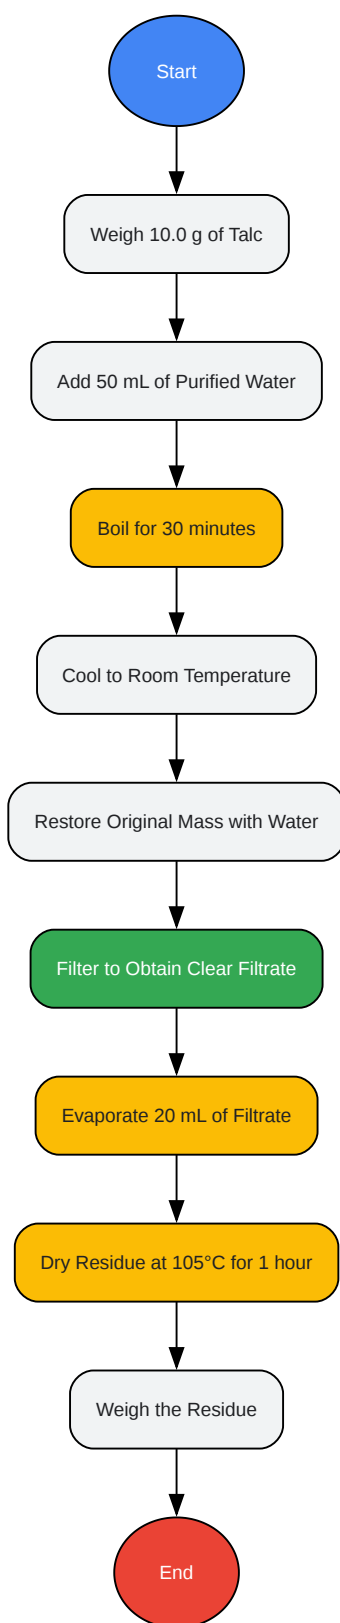 Start
Weigh 10.0 g of Talc
Add 50 mL of Purified Water
Boil for 30 minutes
Cool to Room Temperature
Restore Original Mass with Water
Filter to Obtain Clear Filtrate
Evaporate 20 mL of Filtrate
Dry Residue at 105°C for 1 hour
Weigh the Residue
End